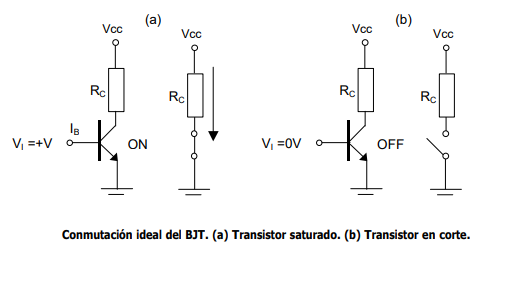 (a)
Vcc
Vcc
RC
RC
IB
VI =+V
ON
(b)
Vcc
Vcc
RC
RC
VI =0V
OFF
Conmutación ideal del BJT. (a) Transistor saturado. (b) Transistor en corte.